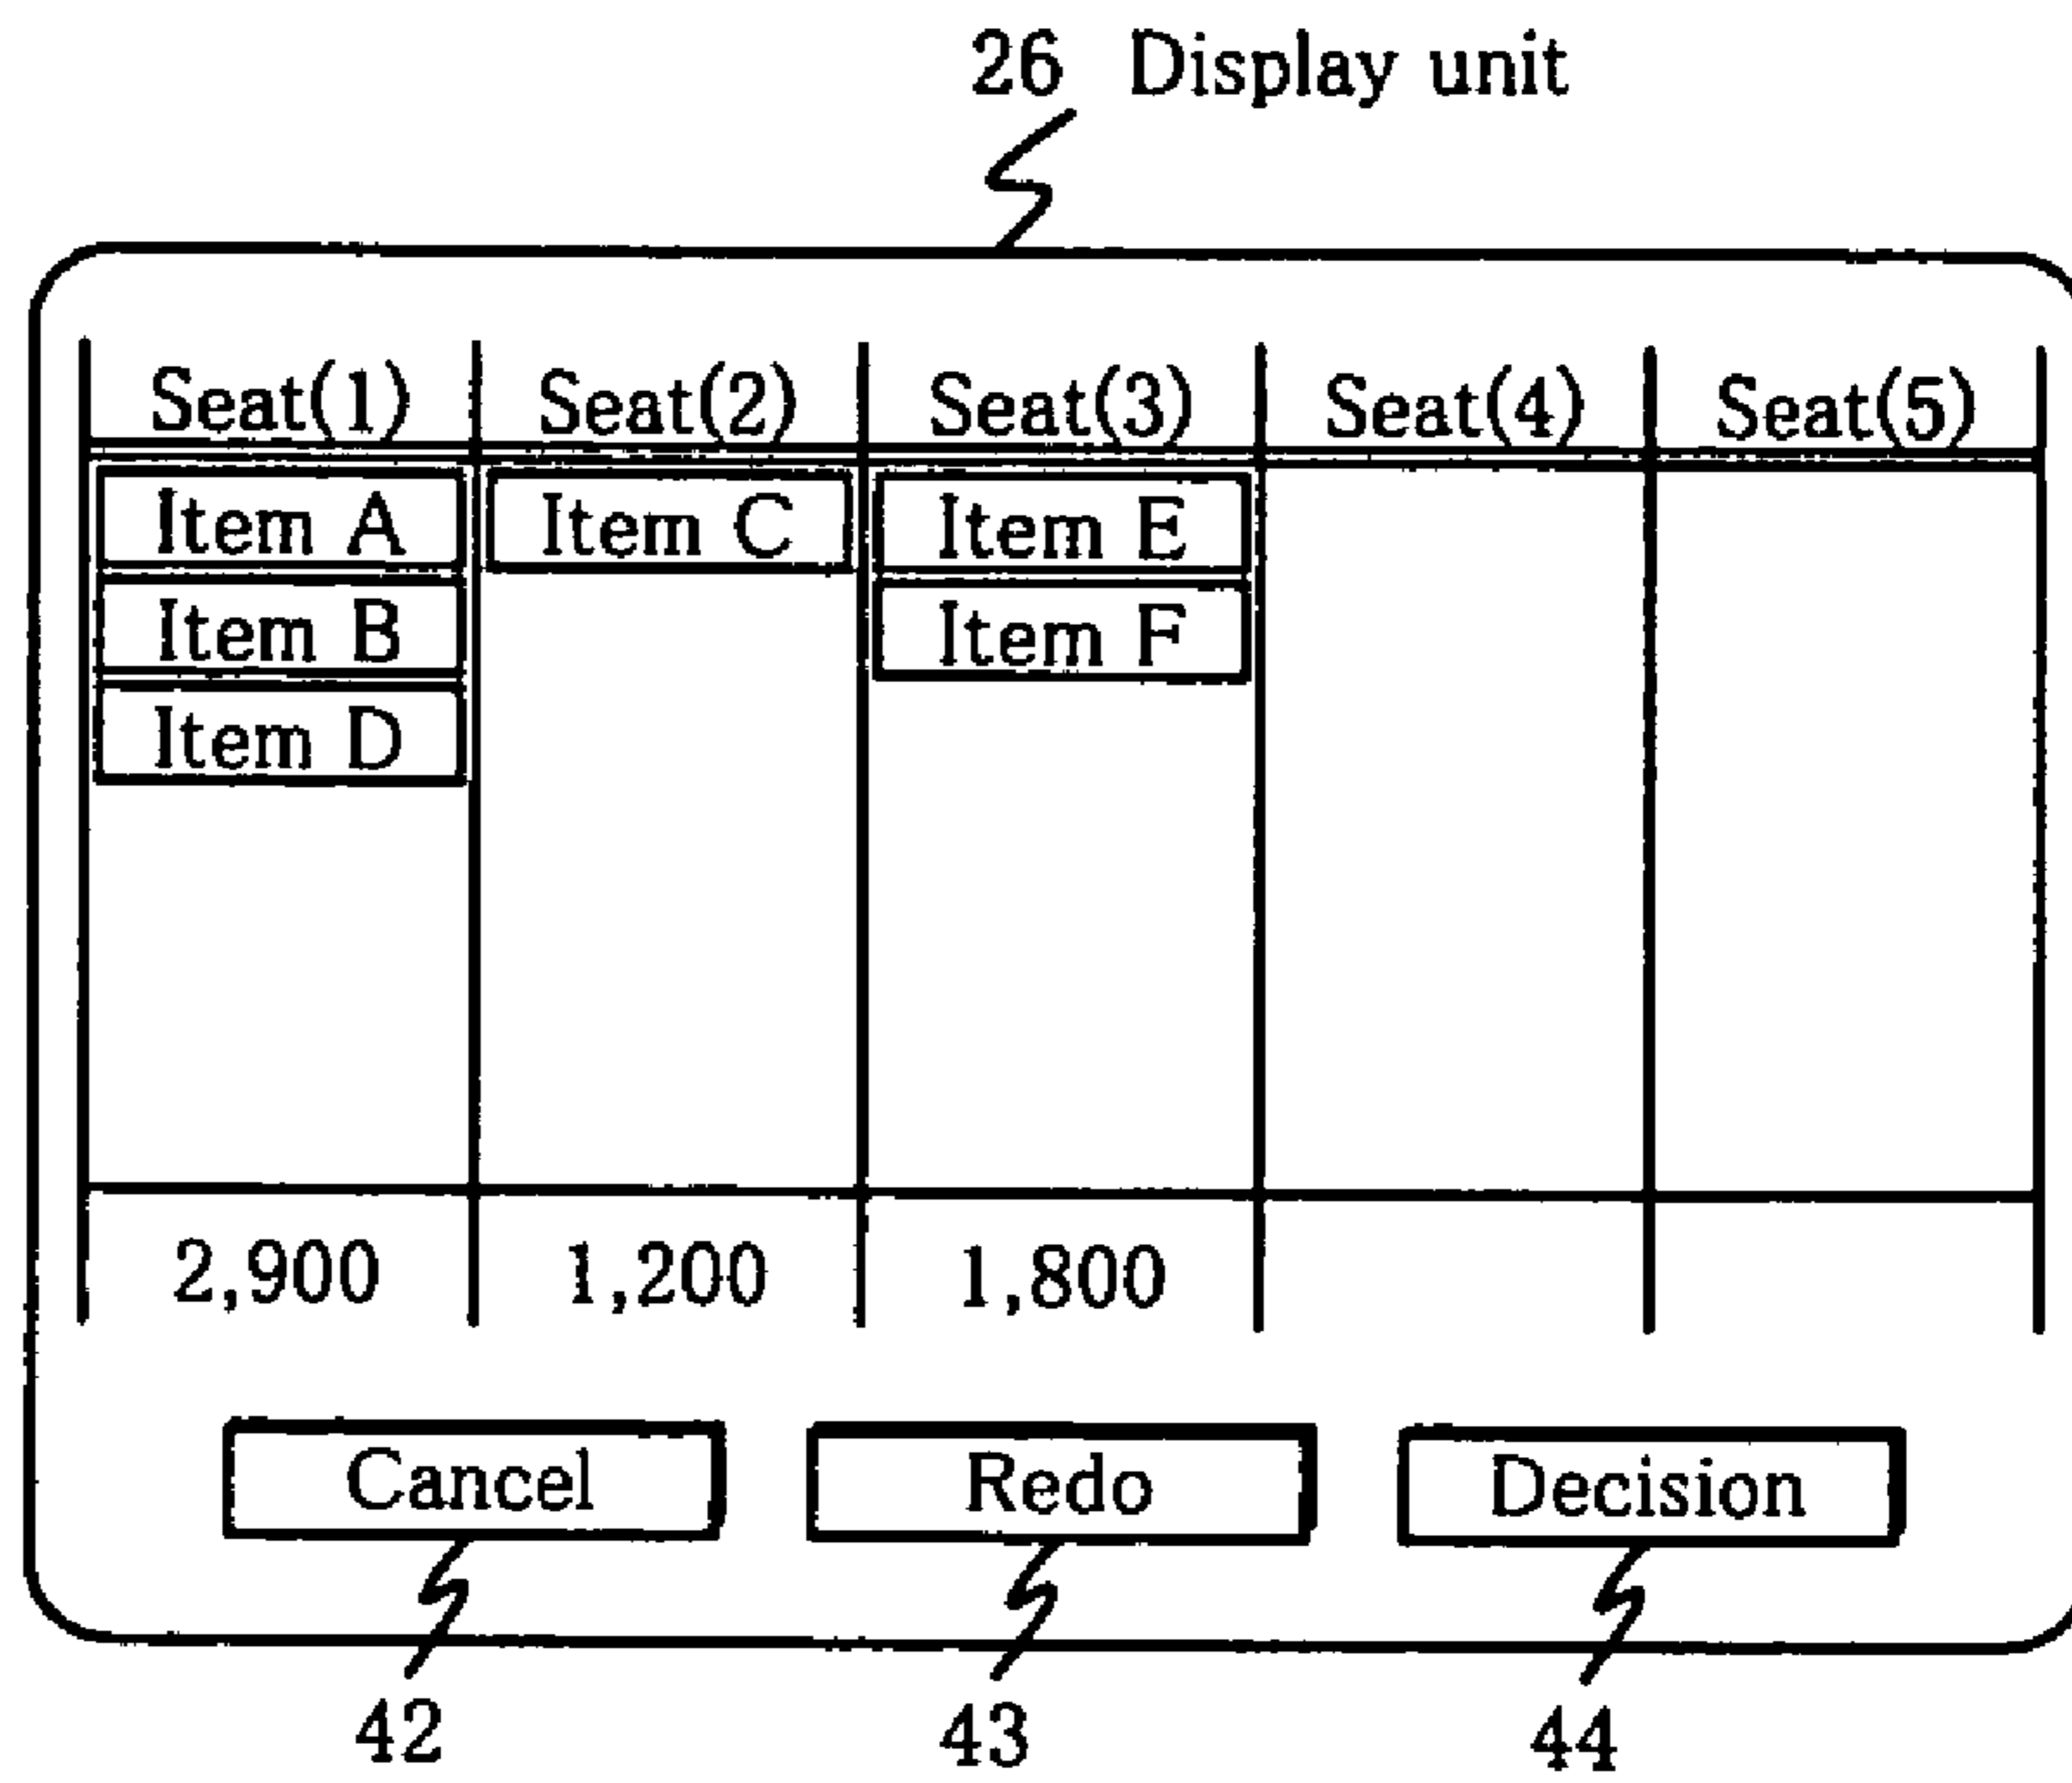 26 Display unit
Seat(1) Seat(2) Seat(3) Seat(4) Seat(5)
Item A Item C Item E
Item B Item F
Item D
2,900 1,200 1,800
Cancel Redo Decision
42 43 44